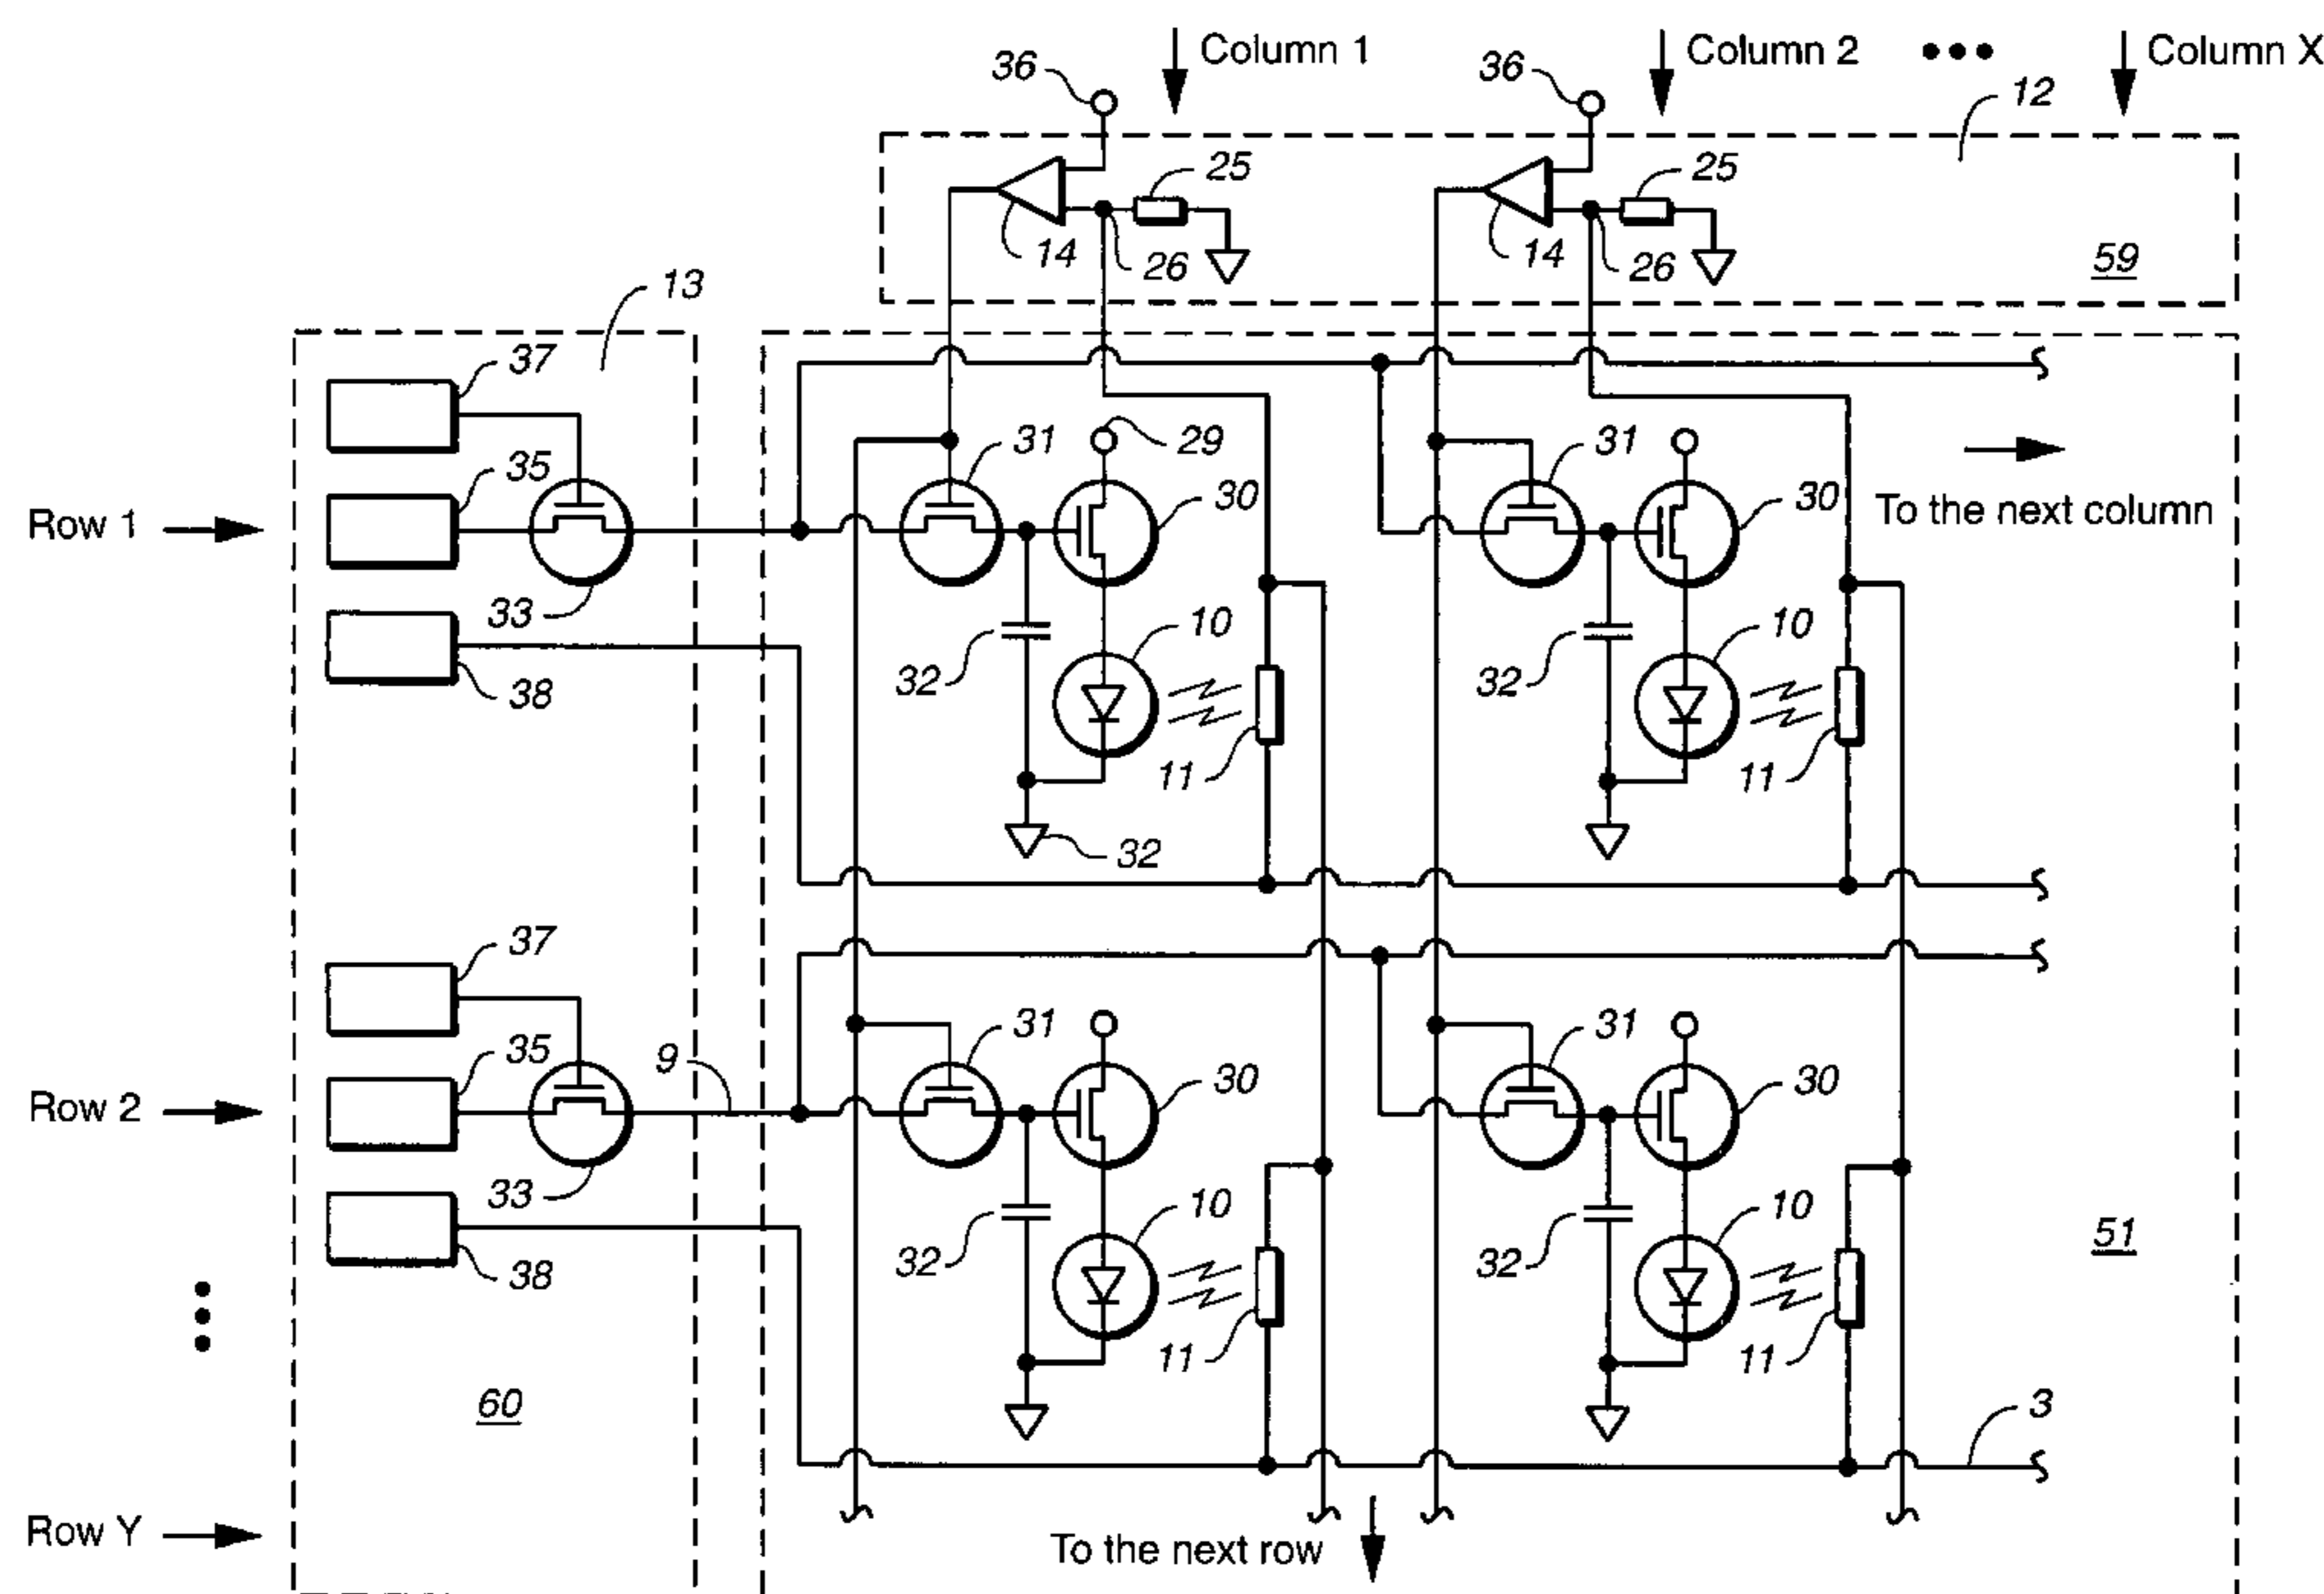 36 Column 1 36 Column 2 ••• Column X
12
25 25
14 26 14 26 59
13
37
31 29 31
35 30 30 To the next column
Row 1
33 10 10
32 32
38
11 11
32
37
31 31
35 9 30 30
Row 2
33 10 10
32 32 51
38
11 11
60 3
Row Y
To the next row